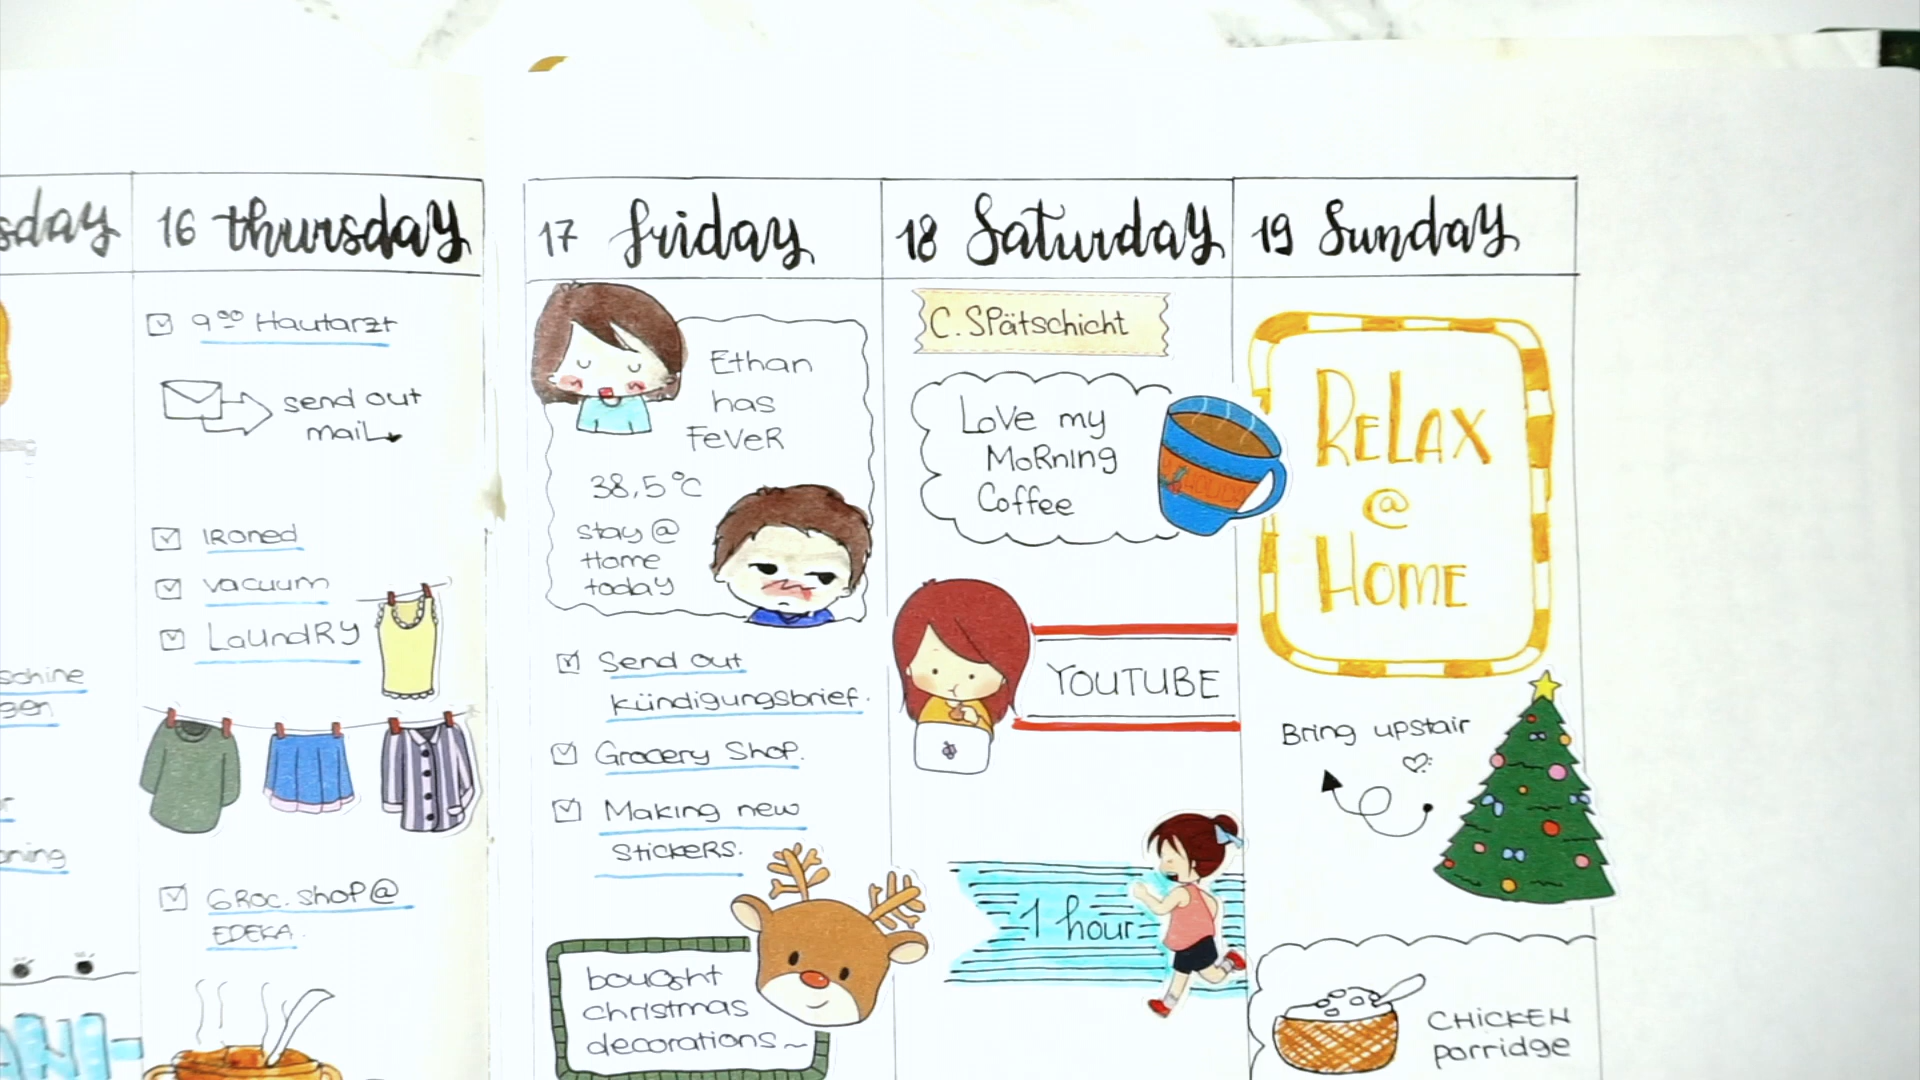 sday
16 thursday
9⁰⁰ Hautarzt
send out
mail
IRoned
vacuum
LaundRY
GRoc. shop @
EDEKA.
schine
gen
r
oning
ANI-
17 friday
Ethan
has
FeVeR
38,5°C
stay @
Home
today
Send out
kündigungsbrief.
Grocery Shop.
Making new
stickeRs.
bought
christmas
decorations~
18 Saturday
C. SPätschicht
LoVe my
MoRning
Coffee
YOUTUBE
1 hour
19 Sunday
RELAX
@
HOME
Bring upstair
CHICKEN
porridge